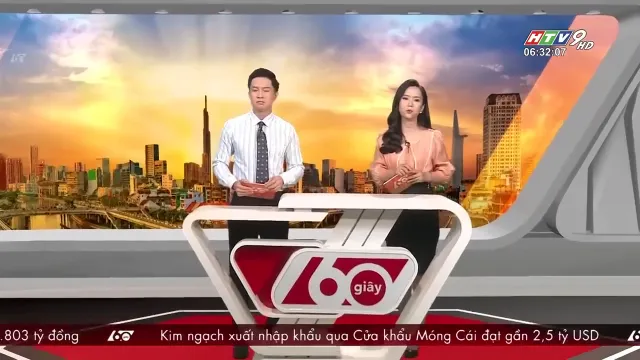 HTV9 HD
06:32:07
60 giây
.803 tỷ đồng 60 Kim ngạch xuất nhập khẩu qua Cửa khẩu Móng Cái đạt gần 2,5 tỷ USD